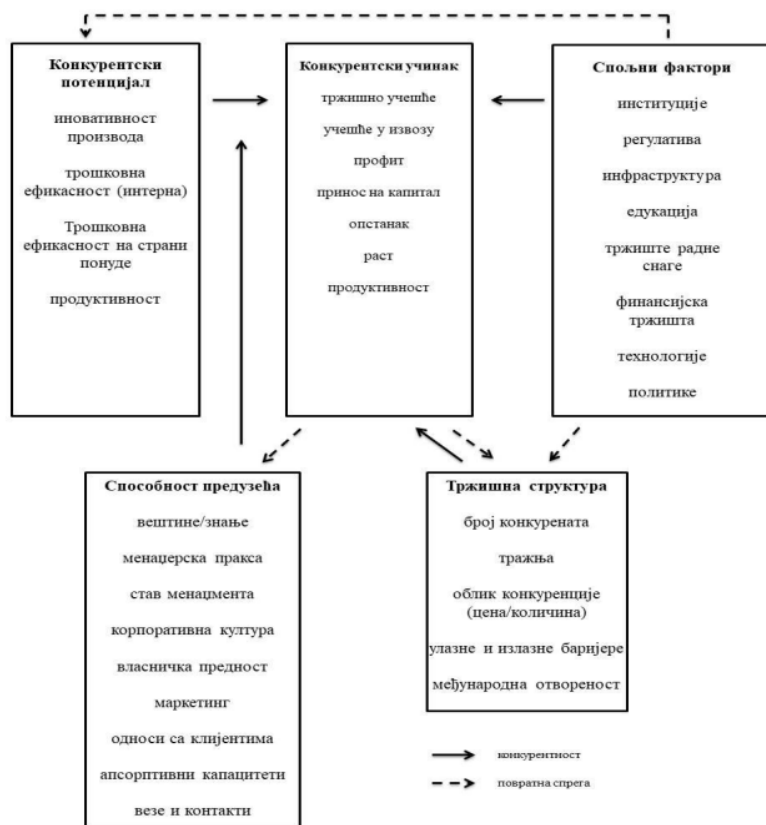 Конкурентски
потенцијал
иновативност
производа
трошковна
ефикасност (интерна)
Трошковна
ефикасност на страни
понуде
продуктивност
Конкурентски учинак
тржишно учешће
учешће у извозу
профит
принос на капитал
опстанак
раст
продуктивност
Спољни фактори
институције
регулатива
инфраструктура
едукација
тржиште радне
снаге
финансијска
тржишта
технологије
политике
Способност предузећа
вештине/знање
менаџерска пракса
став менаџмента
корпоративна култура
власничка предност
маркетинг
односи са клијентима
апсорптивни капацитети
везе и контакти
Тржишна структура
број конкурената
тражња
облик конкуренције
(цена/количина)
улазне и излазне баријере
међународна отвореност
конкурентност
повратна спрега